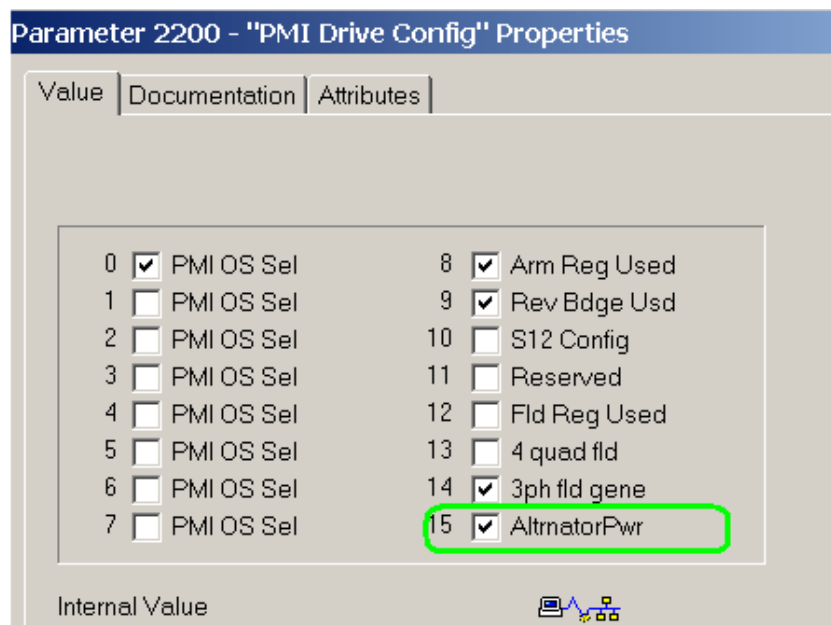 Parameter 2200 - "PMI Drive Config" Properties
Value Documentation Attributes
0 PMI OS Sel 8 Arm Reg Used
1 PMI OS Sel 9 Rev Bdge Usd
2 PMI OS Sel 10 S12 Config
3 PMI OS Sel 11 Reserved
4 PMI OS Sel 12 Fld Reg Used
5 PMI OS Sel 13 4 quad fld
6 PMI OS Sel 14 3ph fld gene
7 PMI OS Sel 15 AltrnatorPwr
Internal Value